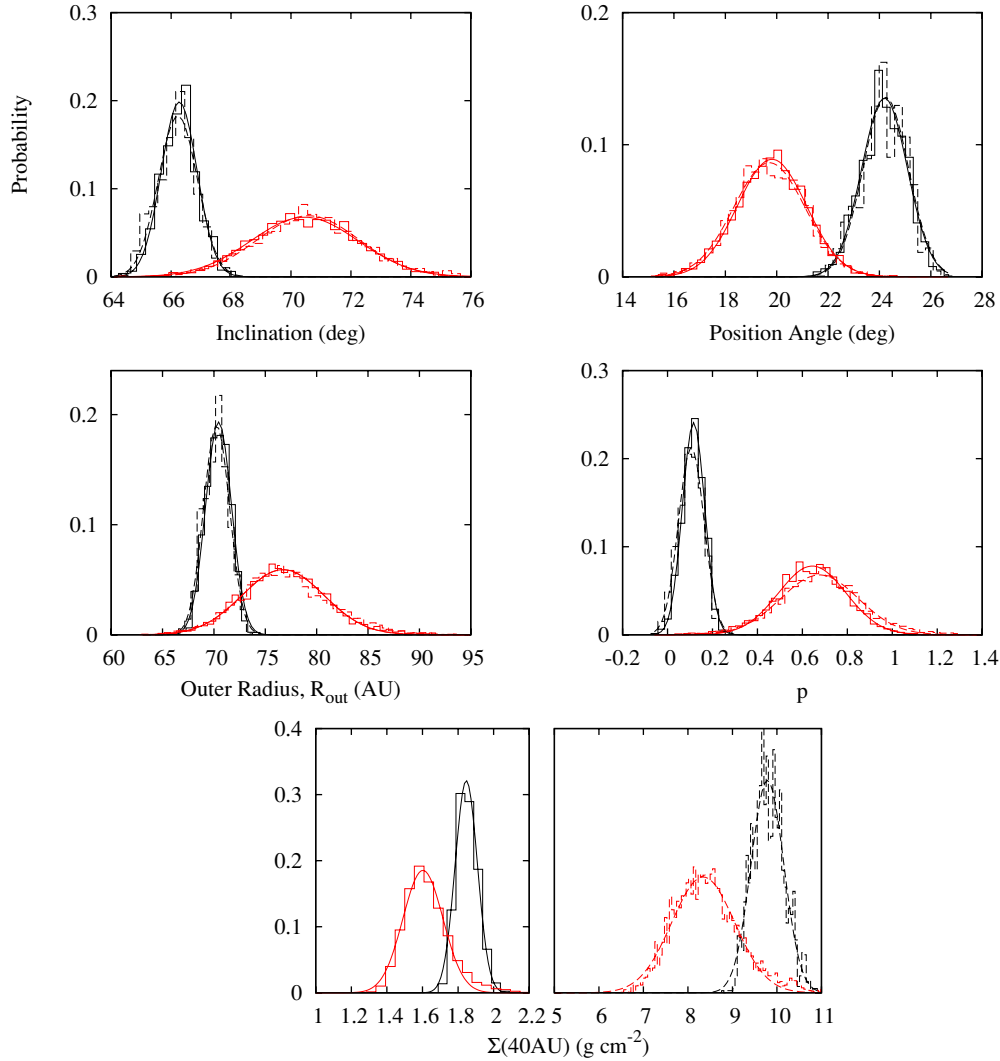 0.3
0.2
0.1
0
64 66 68 70 72 74 76
Inclination (deg)
Probability
0.2
0.1
0
14 16 18 20 22 24 26 28
Position Angle (deg)
0.2
0.1
0
60 65 70 75 80 85 90 95
Outer Radius, R_out (AU)
0.3
0.2
0.1
0
-0.2 0 0.2 0.4 0.6 0.8 1 1.2 1.4
p
0.4
0.3
0.2
0.1
0
1 1.2 1.4 1.6 1.8 2 2.2
5 6 7 8 9 10 11
Σ(40AU) (g cm⁻²)